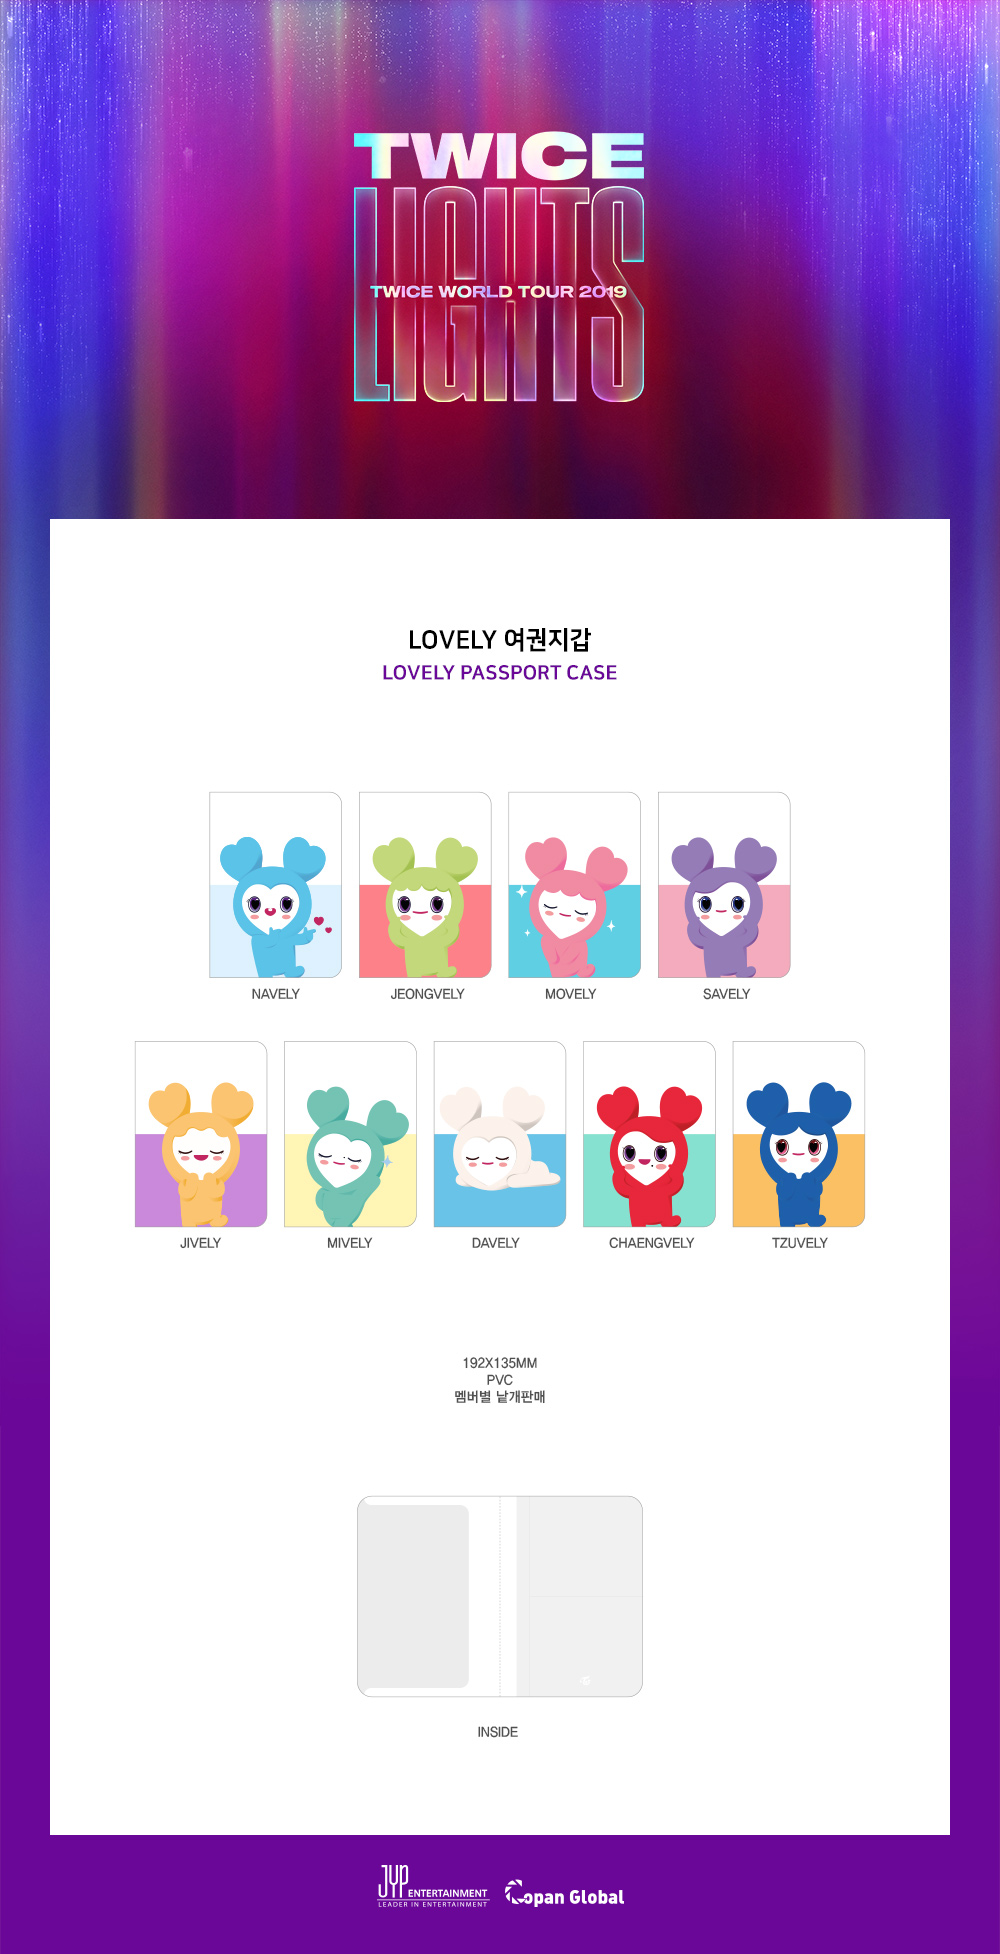 TWICE
LIGHTS
TWICE WORLD TOUR 2019
LOVELY 여권지갑
LOVELY PASSPORT CASE
NAVELY JEONGVELY MOVELY SAVELY
JIVELY MIVELY DAVELY CHAENGVELY TZUVELY
192X135MM
PVC
멤버별 낱개판매
INSIDE
JYP ENTERTAINMENT
LEADER IN ENTERTAINMENT
Copan Global